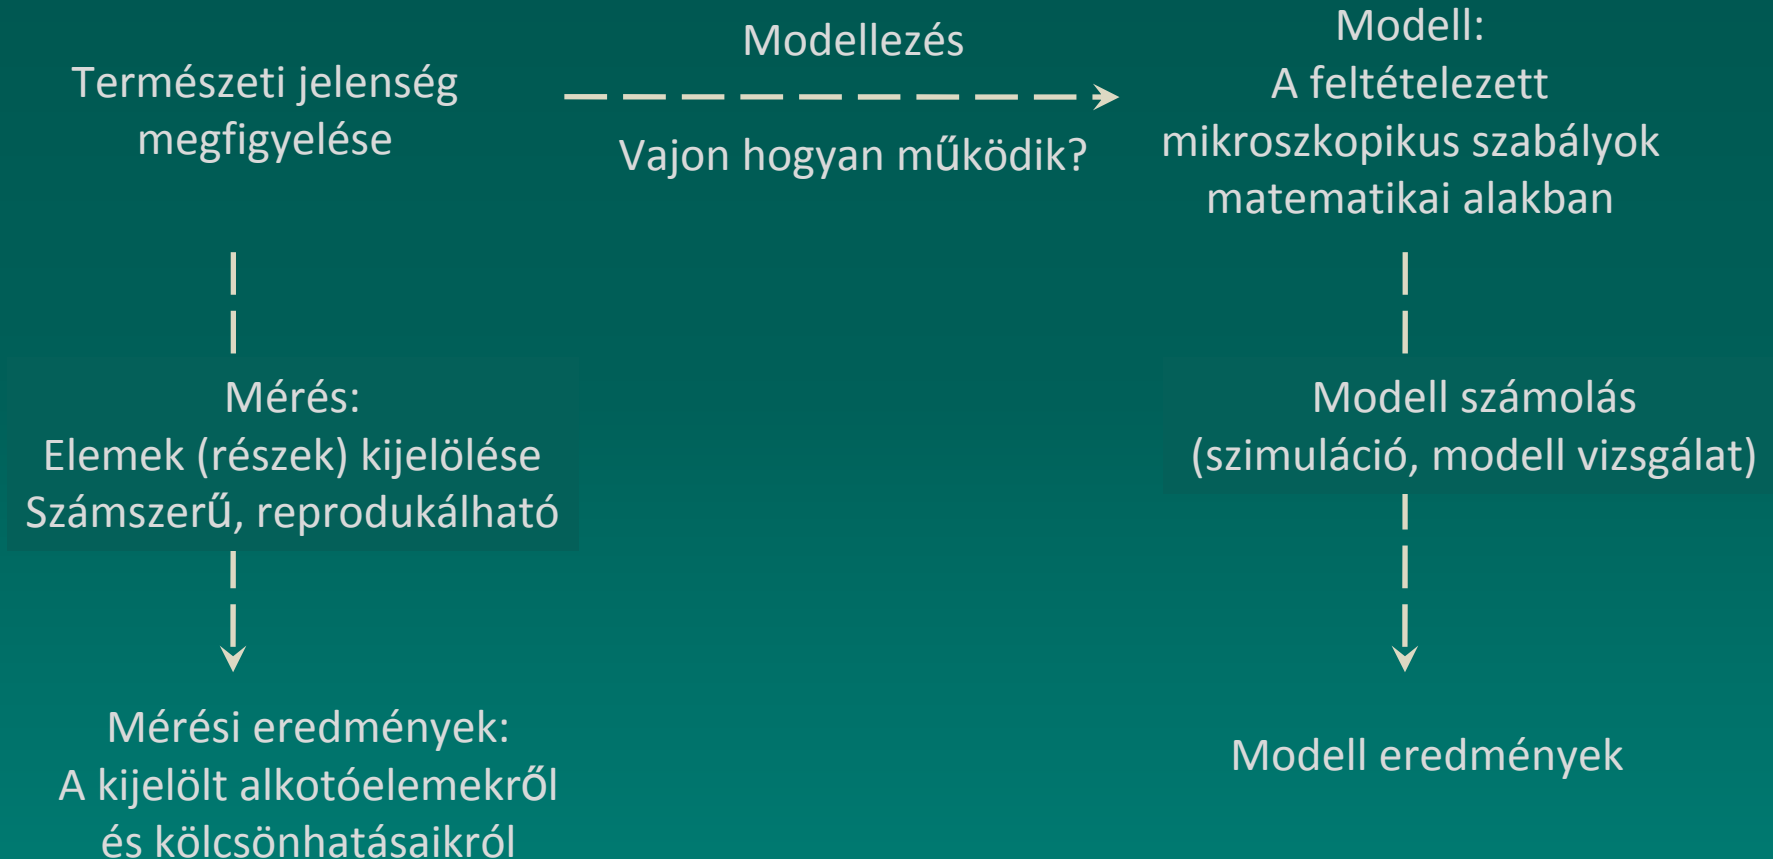 Természeti jelenség
megfigyelése
Modellezés
Vajon hogyan működik?
Modell:
A feltételezett
mikroszkopikus szabályok
matematikai alakban
Mérés:
Elemek (részek) kijelölése
Számszerű, reprodukálható
Modell számolás
(szimuláció, modell vizsgálat)
Mérési eredmények:
A kijelölt alkotóelemekről
és kölcsönhatásaikról
Modell eredmények